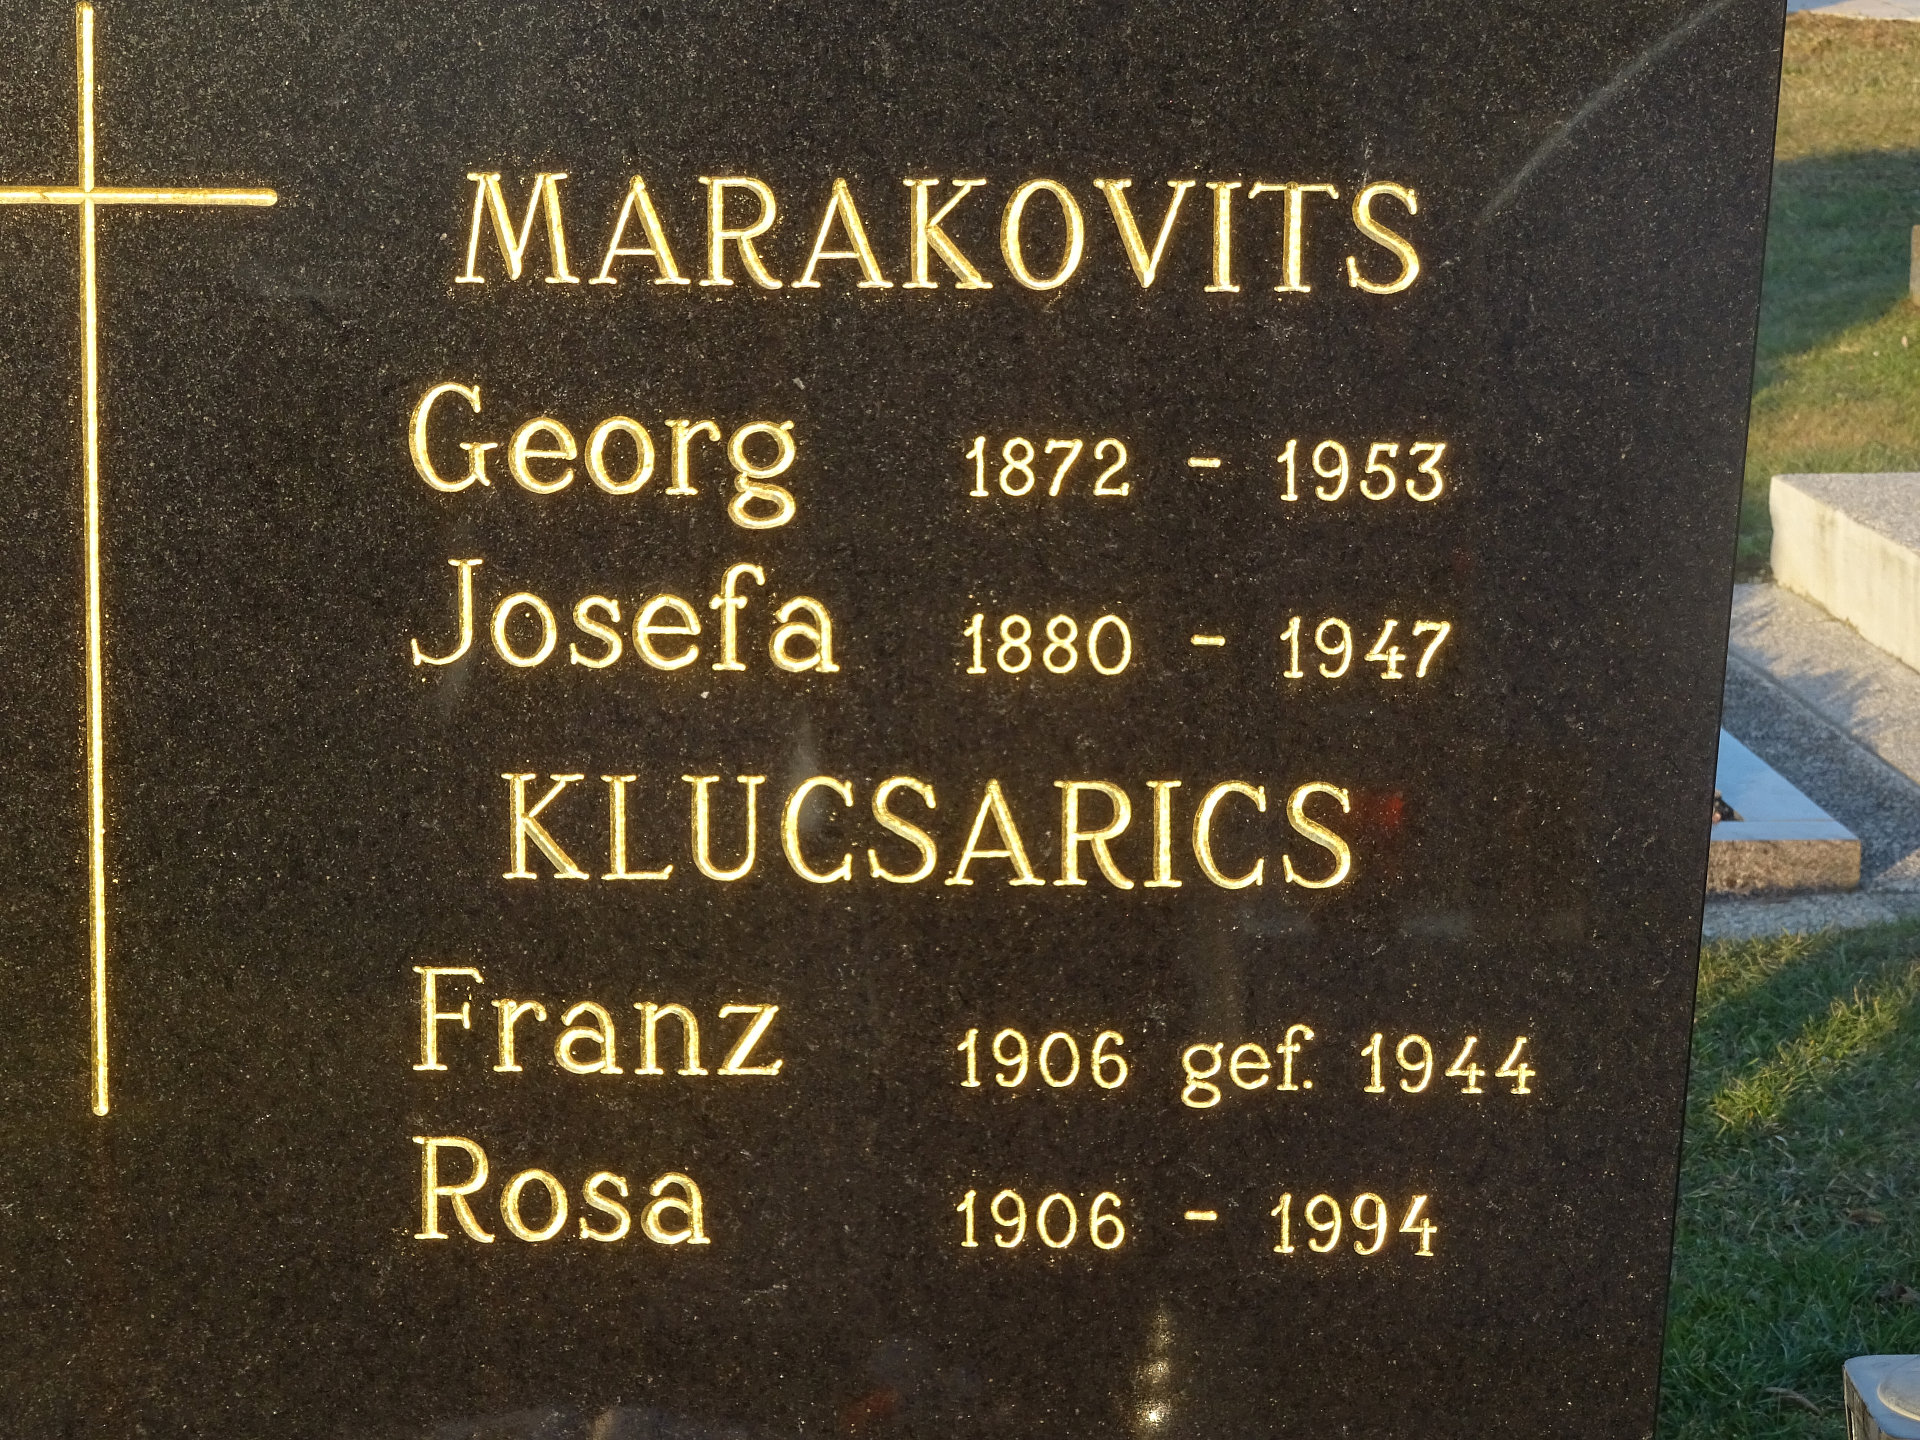 MARAKOVITS
Georg 1872 - 1953
Josefa 1880 - 1947
KLUCSARICS
Franz 1906 gef. 1944
Rosa 1906 - 1994